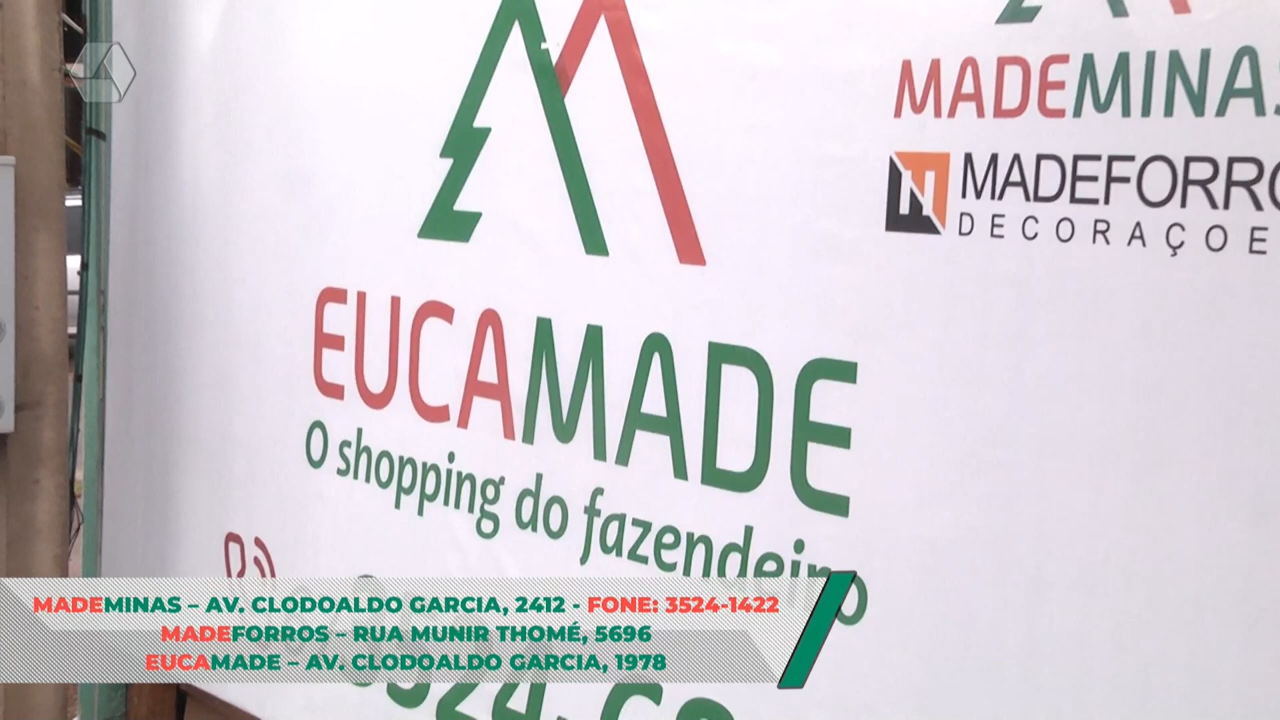 MADEMINAS
MADEFORRO
DECORAÇOE
EUCAMADE
O shopping do fazendeiro
MADEMINAS – AV. CLODOALDO GARCIA, 2412 - FONE: 3524-1422
MADEFORROS – RUA MUNIR THOMÉ, 5696
EUCAMADE – AV. CLODOALDO GARCIA, 1978